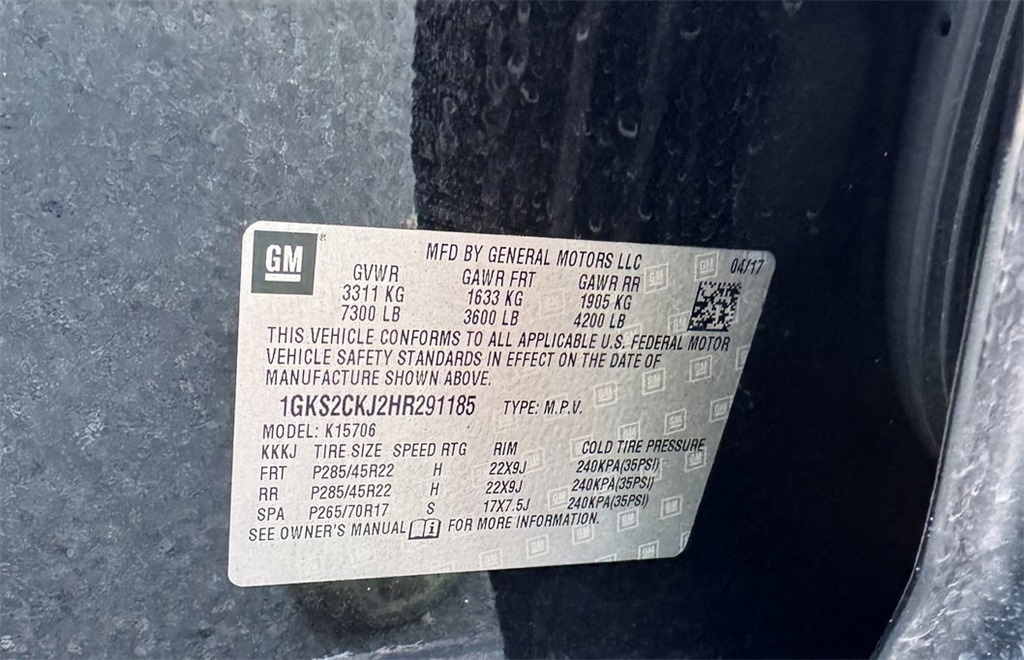 GM
MFD BY GENERAL MOTORS LLC 04/17
GVWR GAWR FRT GAWR RR
3311 KG 1633 KG 1905 KG
7300 LB 3600 LB 4200 LB
THIS VEHICLE CONFORMS TO ALL APPLICABLE U.S. FEDERAL MOTOR
VEHICLE SAFETY STANDARDS IN EFFECT ON THE DATE OF
MANUFACTURE SHOWN ABOVE.
1GKS2CKJ2HR291185 TYPE: M.P.V.
MODEL: K15706
KKKJ TIRE SIZE SPEED RTG RIM COLD TIRE PRESSURE
FRT P285/45R22 H 22X9J 240KPA(35PSI)
RR P285/45R22 H 22X9J 240KPA(35PSI)
SPA P265/70R17 S 17X7.5J 240KPA(35PSI)
SEE OWNER'S MANUAL FOR MORE INFORMATION.